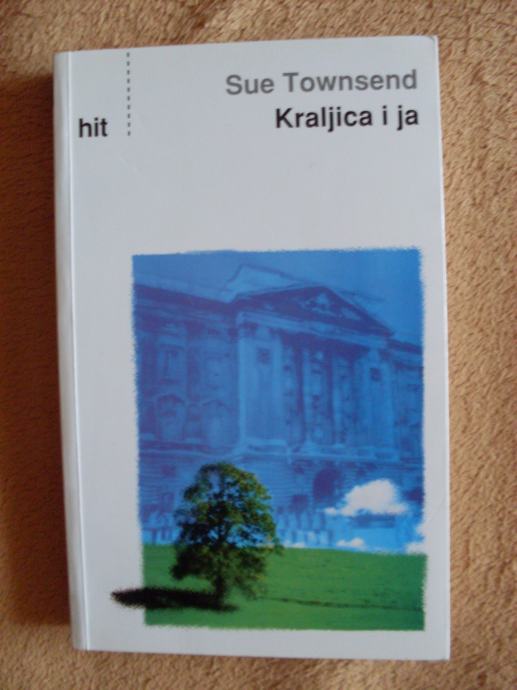 Sue Townsend
Kraljica i ja
hit